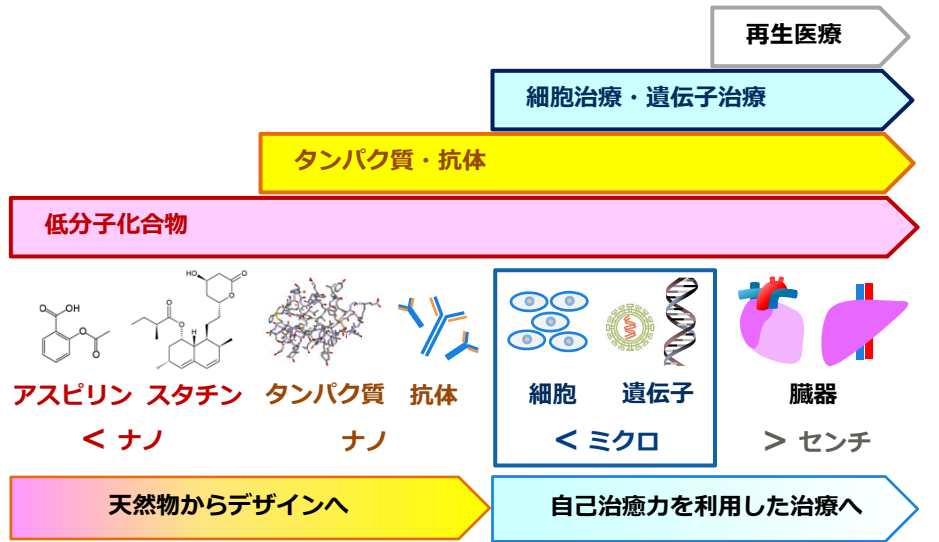 再生医療
細胞治療・遺伝子治療
タンパク質・抗体
低分子化合物
HO
O
O
O
OH
O
O
O
O
H
アスピリン スタチン タンパク質 抗体 細胞 遺伝子 臓器
< ナノ ナノ < ミクロ > センチ
天然物からデザインへ 自己治癒力を利用した治療へ